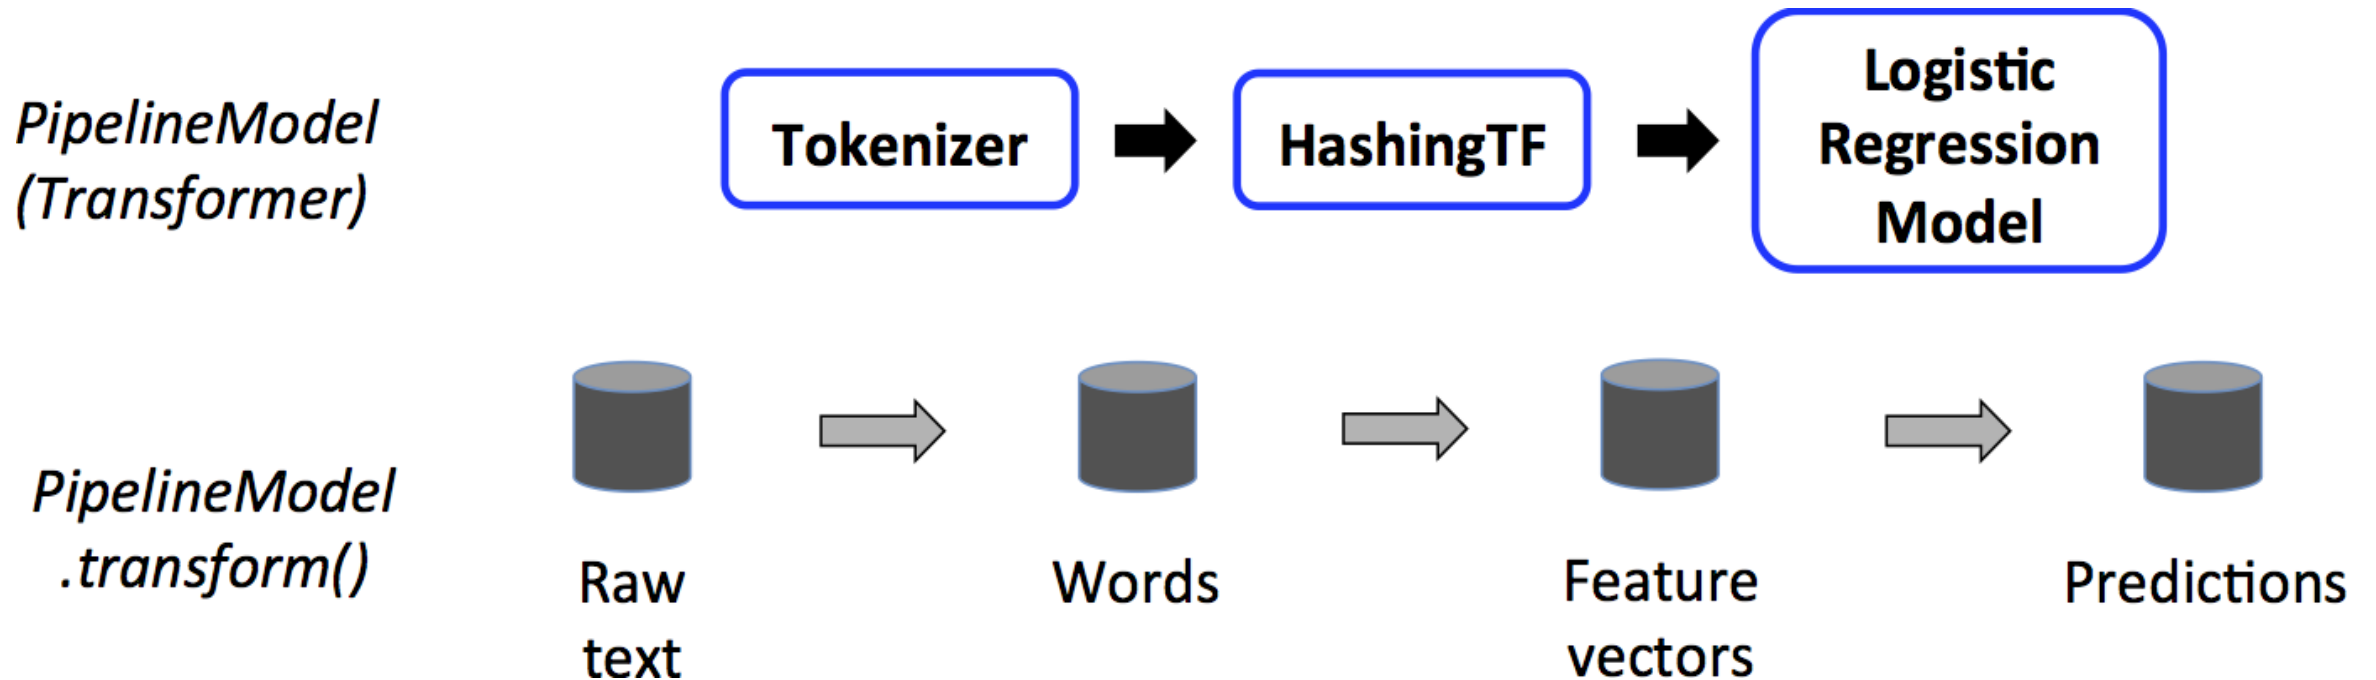 PipelineModel
(Transformer)
Tokenizer
HashingTF
Logistic
Regression
Model
PipelineModel
.transform()
Raw
text
Words
Feature
vectors
Predictions